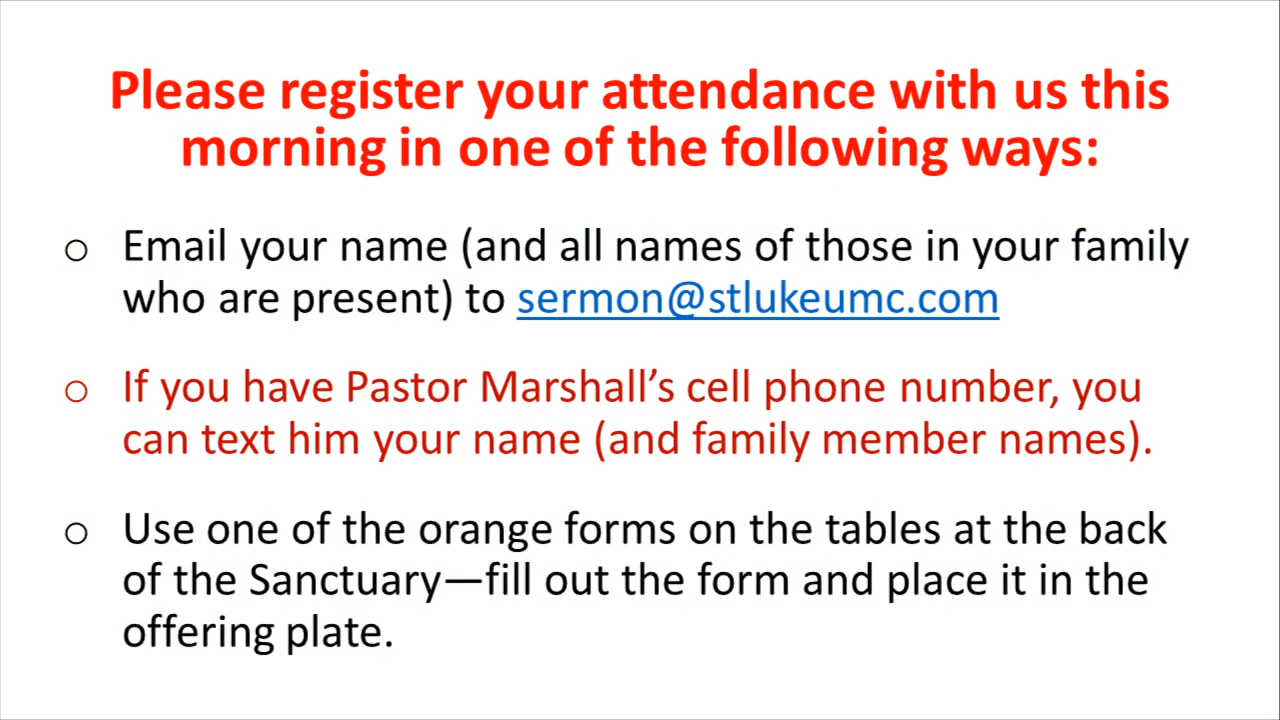 Please register your attendance with us this
morning in one of the following ways:
o Email your name (and all names of those in your family
who are present) to sermon@stlukeumc.com
o If you have Pastor Marshall’s cell phone number, you
can text him your name (and family member names).
o Use one of the orange forms on the tables at the back
of the Sanctuary—fill out the form and place it in the
offering plate.